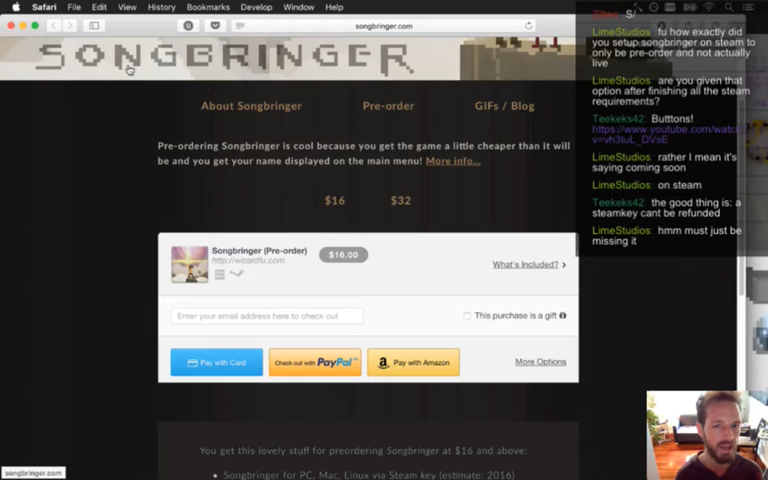 Safari File Edit View History Bookmarks Develop Window Help
songbringer.com
SONGBRINGER
About Songbringer Pre-order GIFs / Blog
Pre-ordering Songbringer is cool because you get the game a little cheaper than it will
be and you get your name displayed on the main menu! More info...
$16 $32
Songbringer (Pre-order)
http://wizardfu.com
$16.00
What's Included? >
Enter your email address here to check out
This purchase is a gift
Pay with Card
Check out with PayPal
Pay with Amazon
More Options
You get this lovely stuff for preordering Songbringer at $16 and above:
• Songbringer for PC, Mac, Linux via Steam key (estimate: 2016)
songbringer.com
S/
LimeStudios fu how exactly did
you setup songbringer on steam to
only be pre-order and not actually
live
LimeStudios are you given that
option after finishing all the steam
requirements?
Teekeks42: Butttons!
https://www.youtube.com/watch?
v=vh3tuL_DVsE
LimeStudios rather I mean it's
saying coming soon
LimeStudios on steam
Teekeks42: the good thing is: a
steamkey cant be refunded
LimeStudios hmm must just be
missing it